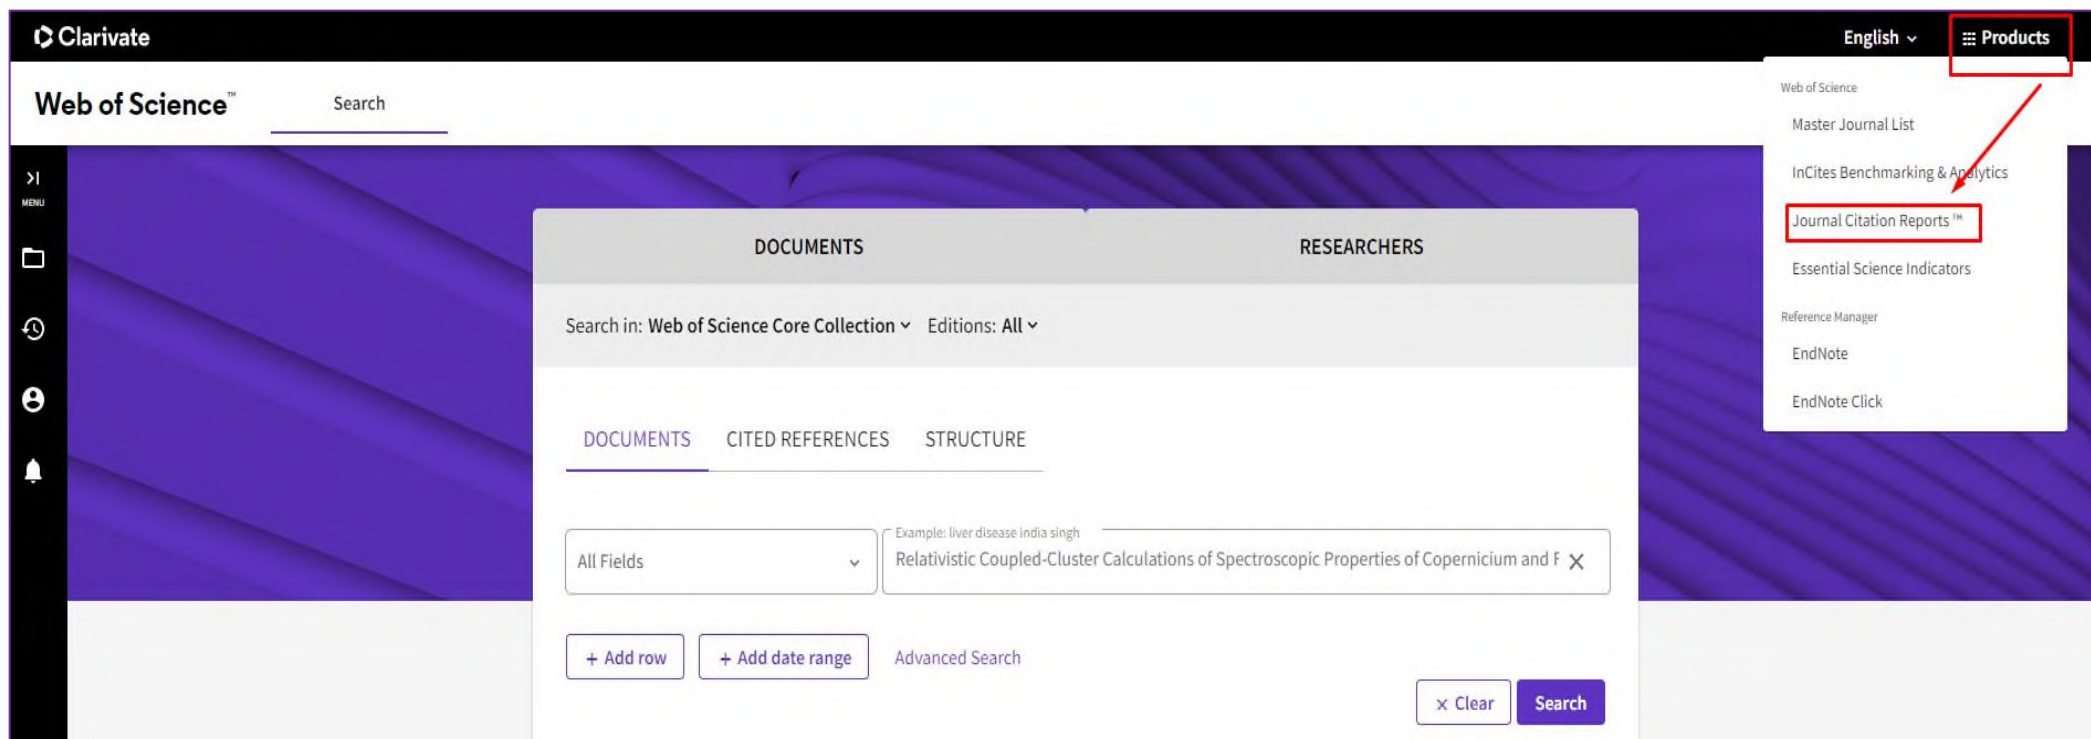 Clarivate
English
Products
Web of Science™
Search
Web of Science
Master Journal List
InCites Benchmarking & Analytics
Journal Citation Reports ™
Essential Science Indicators
Reference Manager
EndNote
EndNote Click
MENU
DOCUMENTS
RESEARCHERS
Search in: Web of Science Core Collection Editions: All
DOCUMENTS CITED REFERENCES STRUCTURE
All Fields
Example: liver disease india singh
Relativistic Coupled-Cluster Calculations of Spectroscopic Properties of Copernicium and F
+ Add row
+ Add date range
Advanced Search
× Clear
Search